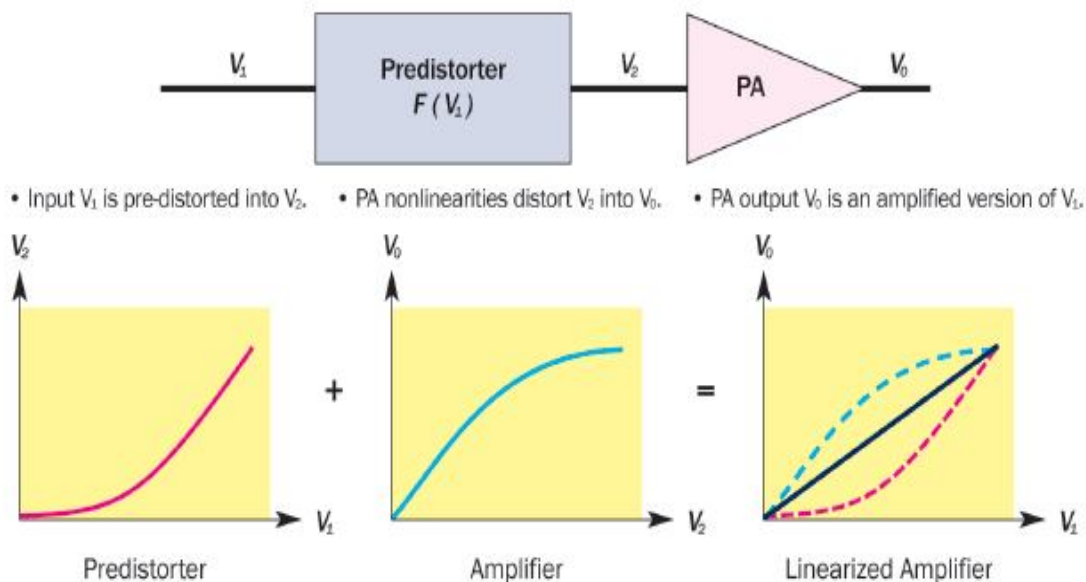 V₁
Predistorter
F (V₁)
V₂
PA
V₀
• Input V₁ is pre-distorted into V₂.
• PA nonlinearities distort V₂ into V₀.
• PA output V₀ is an amplified version of V₁.
V₂
V₁
Predistorter
+
V₀
V₂
Amplifier
=
V₀
V₁
Linearized Amplifier